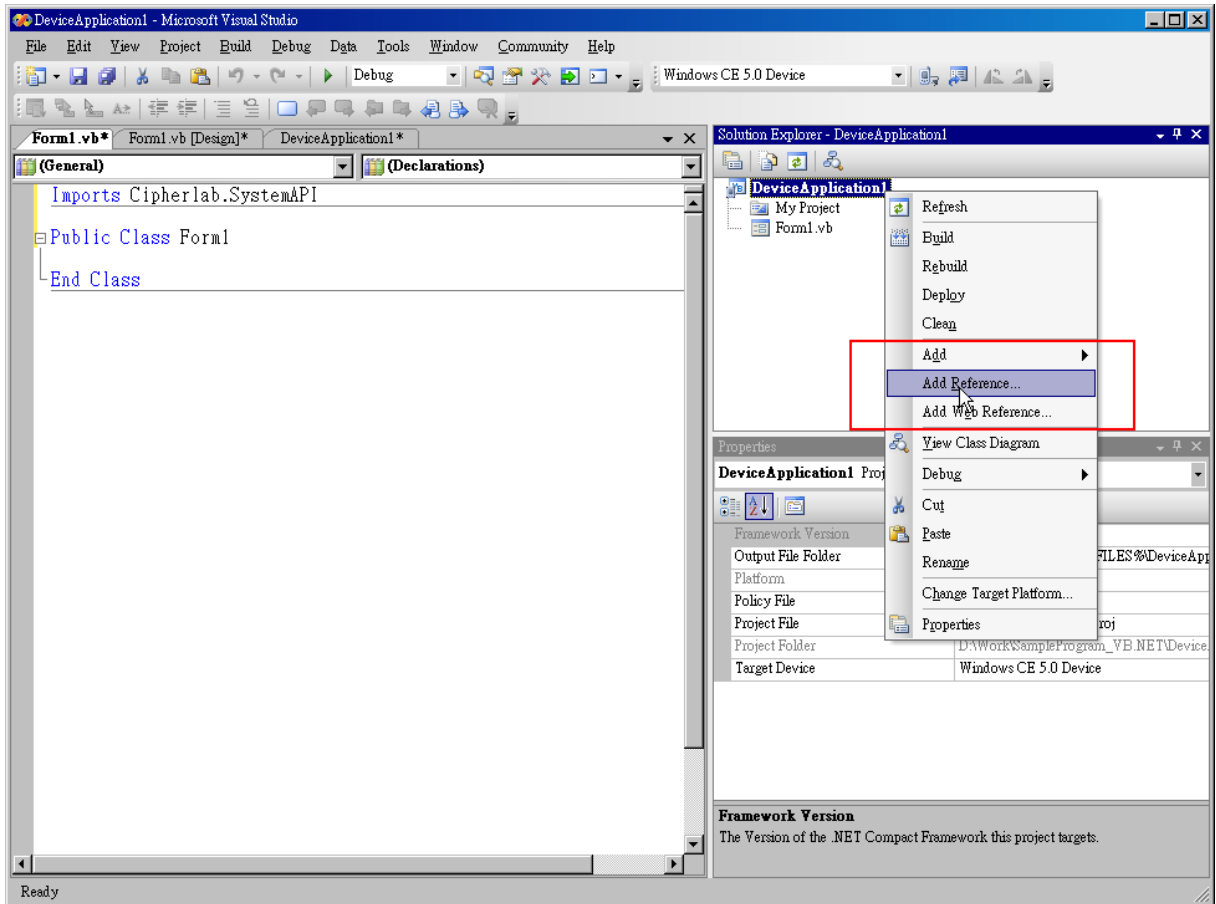 DeviceApplication1 - Microsoft Visual Studio
File Edit View Project Build Debug Data Tools Window Community Help
Debug
Windows CE 5.0 Device
Form1.vb* Form1.vb [Design]* DeviceApplication1*
(General) (Declarations)
Imports Cipherlab.SystemAPI
Public Class Form1
End Class
Solution Explorer - DeviceApplication1
DeviceApplication1
My Project
Form1.vb
Refresh
Build
Rebuild
Deploy
Clean
Add
Add Reference...
Add Web Reference...
View Class Diagram
Debug
Cut
Paste
Rename
Change Target Platform...
Properties
Properties
DeviceApplication1 Proj
Framework Version
Output File Folder FILES%\DeviceApp
Platform
Policy File
Project File roj
Project Folder D:\Work\SampleProgram_VB.NET\Device
Target Device Windows CE 5.0 Device
Framework Version
The Version of the .NET Compact Framework this project targets.
Ready